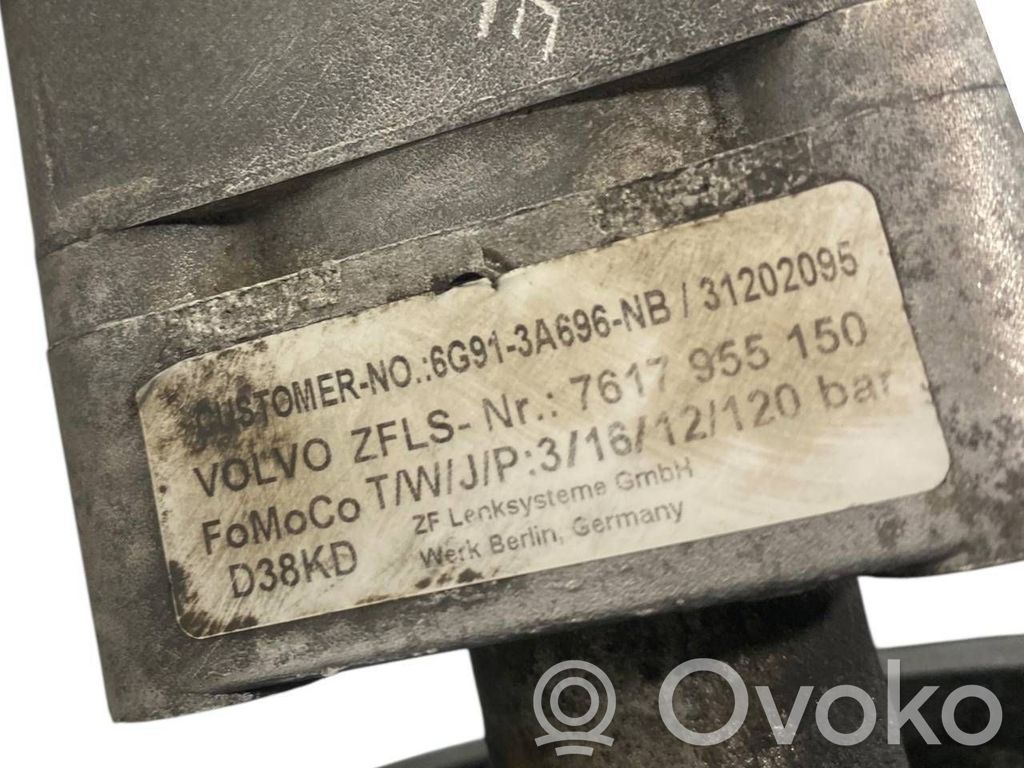 CUSTOMER-NO.:6G91-3A696-NB / 31202095
VOLVO ZFLS- Nr.: 7617 955 150
FoMoCo T/W/J/P:3/16/12/120 bar
D38KD ZF Lenksysteme GmbH
Werk Berlin, Germany
Ovoko